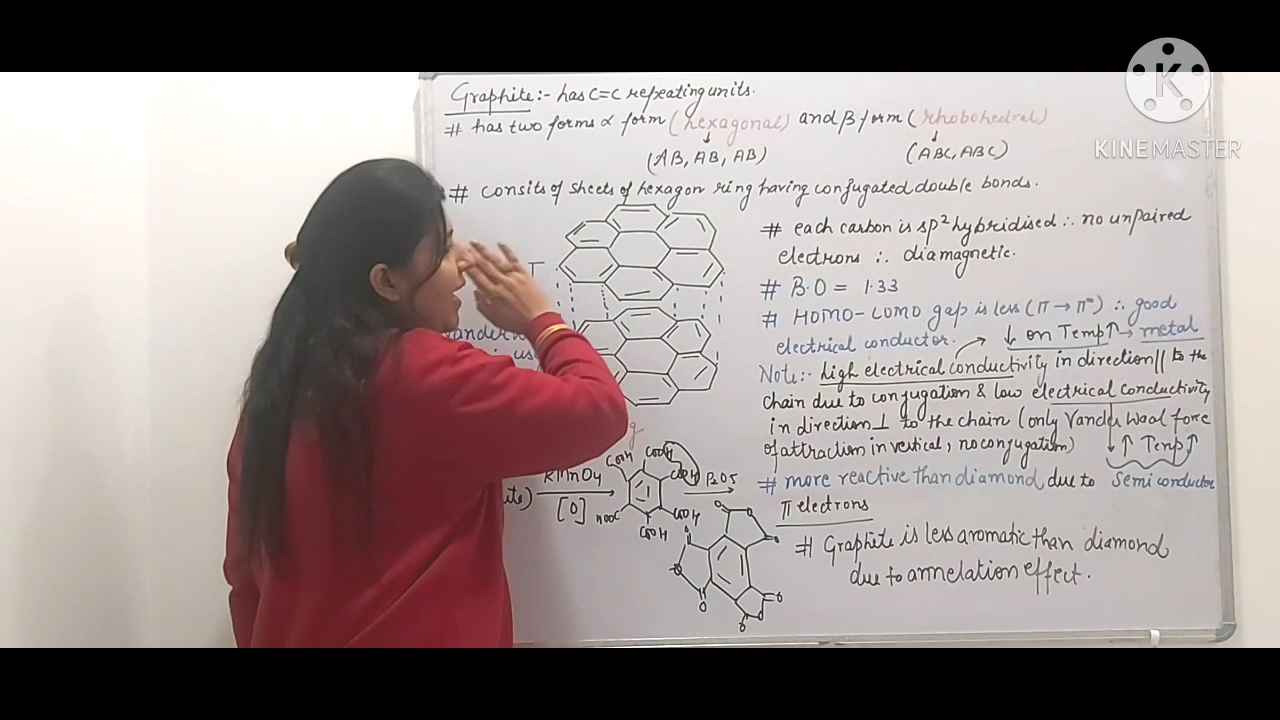 KINEMASTER
Graphite:- has C=C repeating units.
# has two forms α form (hexagonal) and β form (rhobohedral)
(AB, AB, AB) (ABC, ABC)
# consits of sheets of hexagon ring having conjugated double bonds.
# each carbon is sp² hybridised ∴ no unpaired
electrons ∴ diamagnetic.
# B.O = 1.33
# HOMO-LOMO gap is less (π → π*) ∴ good
electrical conductor. → ↓ on Temp↑ → metal
Note:- high electrical conductivity in direction || to the
chain due to conjugation & low electrical conductivity
in direction ⊥ to the chain (only Vander Waal force
of attraction in vertical, no conjugation) ↑ Temp↑
# more reactive than diamond due to Semiconductor
π electrons
# Graphite is less aromatic than diamond
due to annelation effect.
KMnO4
[O]
COOH COOH
COOH
HOOC COOH
COOH
O O O
O O O
O O O